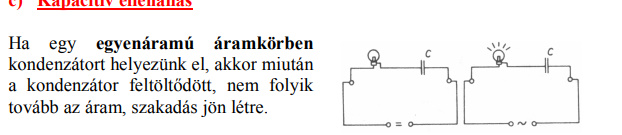 c) Kapacitív ellenállás
Ha egy egyenáramú áramkörben
kondenzátort helyezünk el, akkor miután
a kondenzátor feltöltődött, nem folyik
tovább az áram, szakadás jön létre.
C
C
=
~